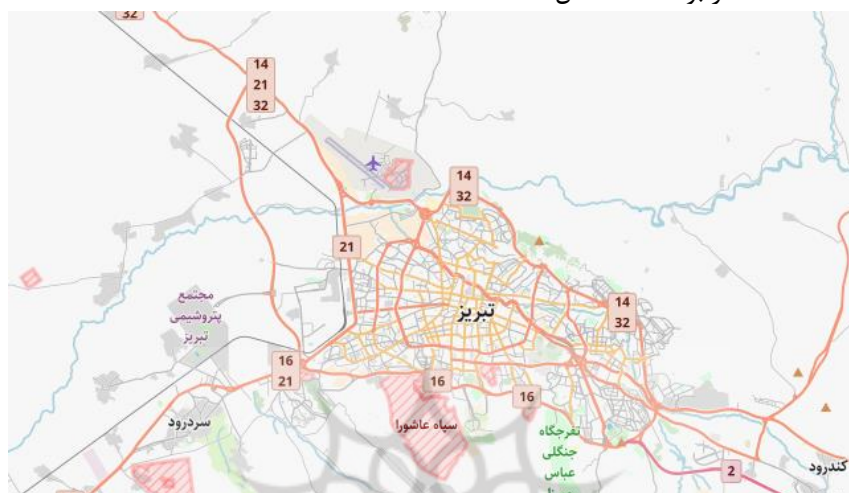 32
14
21
32
14
32
21
مجتمع
پتروشیمی
تبریز
تبریز
14
32
16
21
16
16
سپاه عاشورا
سردرود
تفرجگاه
جنگلی
عباس
2
کندرود